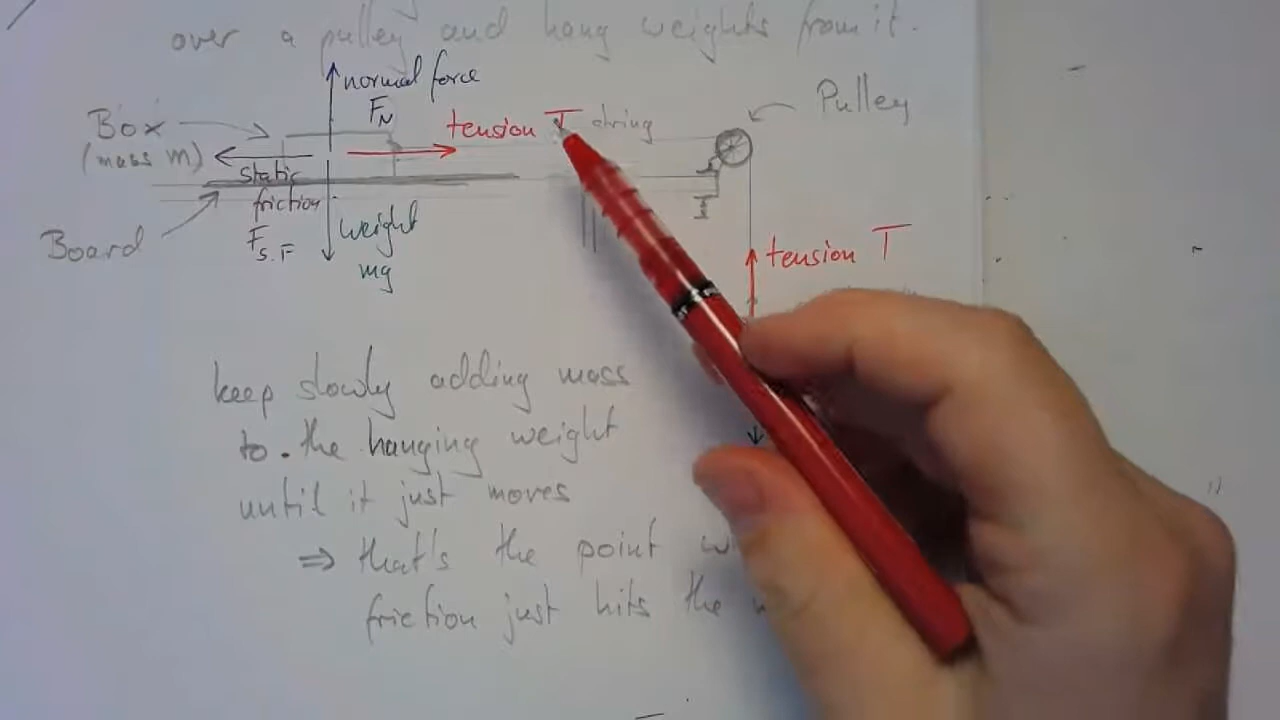 over a pulley and hang weights from it.
normal force
F_N
Pulley
Box
(mass m)
tension T
string
static
friction
F_S.F
weight
mg
Board
tension T
keep slowly adding mass
to the hanging weight
until it just moves
⇒ that's the point
friction just hits the